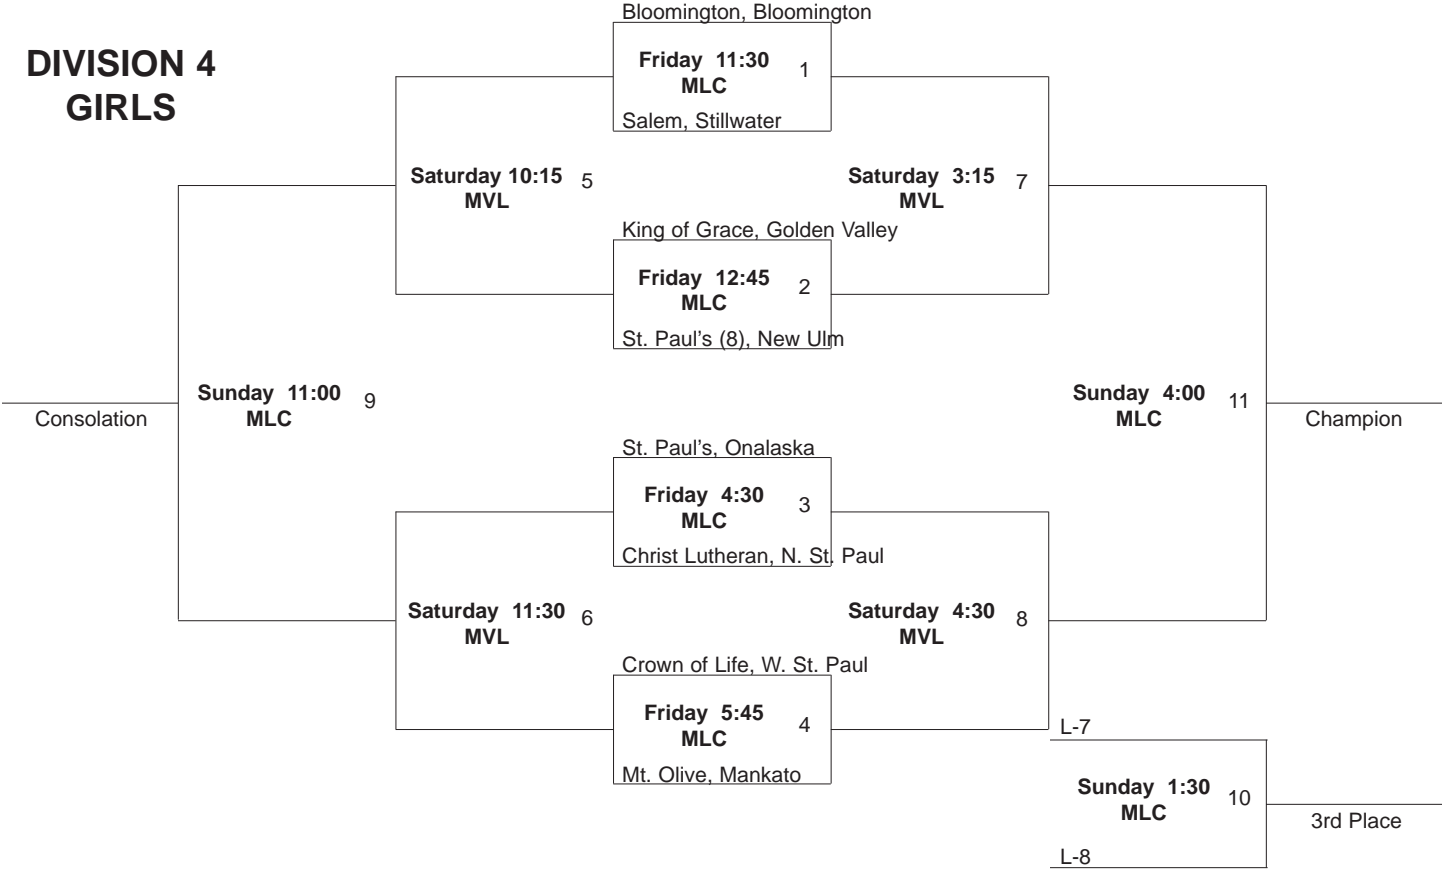 DIVISION 4
GIRLS
Bloomington, Bloomington
Friday 11:30 1
MLC
Salem, Stillwater
Saturday 10:15 5
MVL
Saturday 3:15 7
MVL
King of Grace, Golden Valley
Friday 12:45 2
MLC
St. Paul's (8), New Ulm
Sunday 11:00 9
MLC
Consolation
Sunday 4:00 11
MLC
Champion
St. Paul's, Onalaska
Friday 4:30 3
MLC
Christ Lutheran, N. St. Paul
Saturday 11:30 6
MVL
Saturday 4:30 8
MVL
Crown of Life, W. St. Paul
Friday 5:45 4
MLC
Mt. Olive, Mankato
L-7
Sunday 1:30 10
MLC
3rd Place
L-8